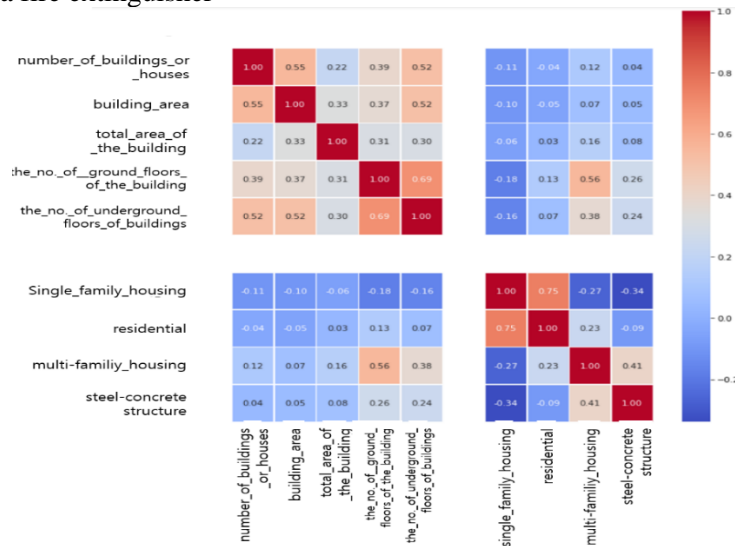 number_of_buildings_or
_houses
building_area
total_area_of
_the_building
:he_no._of__ground_floors_
of_the_building
the_no._of_underground_
floors_of_buildings
Single_family_housing
residential
multi-familiy_housing
steel-concrete
structure
1.00 0.55 0.22 0.39 0.52 -0.11 -0.04 0.12 0.04
0.55 1.00 0.33 0.37 0.52 -0.10 -0.05 0.07 0.05
0.22 0.33 1.00 0.31 0.30 -0.06 0.03 0.16 0.08
0.39 0.37 0.31 1.00 0.69 -0.18 0.13 0.56 0.26
0.52 0.52 0.30 0.69 1.00 -0.16 0.07 0.38 0.24
-0.11 -0.10 -0.06 -0.18 -0.16 1.00 0.75 -0.27 -0.34
-0.04 -0.05 0.03 0.13 0.07 0.75 1.00 0.23 -0.09
0.12 0.07 0.16 0.56 0.38 -0.27 0.23 1.00 0.41
0.04 0.05 0.08 0.26 0.24 -0.34 -0.09 0.41 1.00
number_of_buildings
_or_houses
building_area
total_area_of
_the_building
the_no._of__ground_
floors_of_the_building
the_no._of_underground_
floors_of_buildings
single_family_housing
residential
multi-familiy_housing
steel-concrete
structure
1.0
0.8
0.6
0.4
0.2
0.0
-0.2